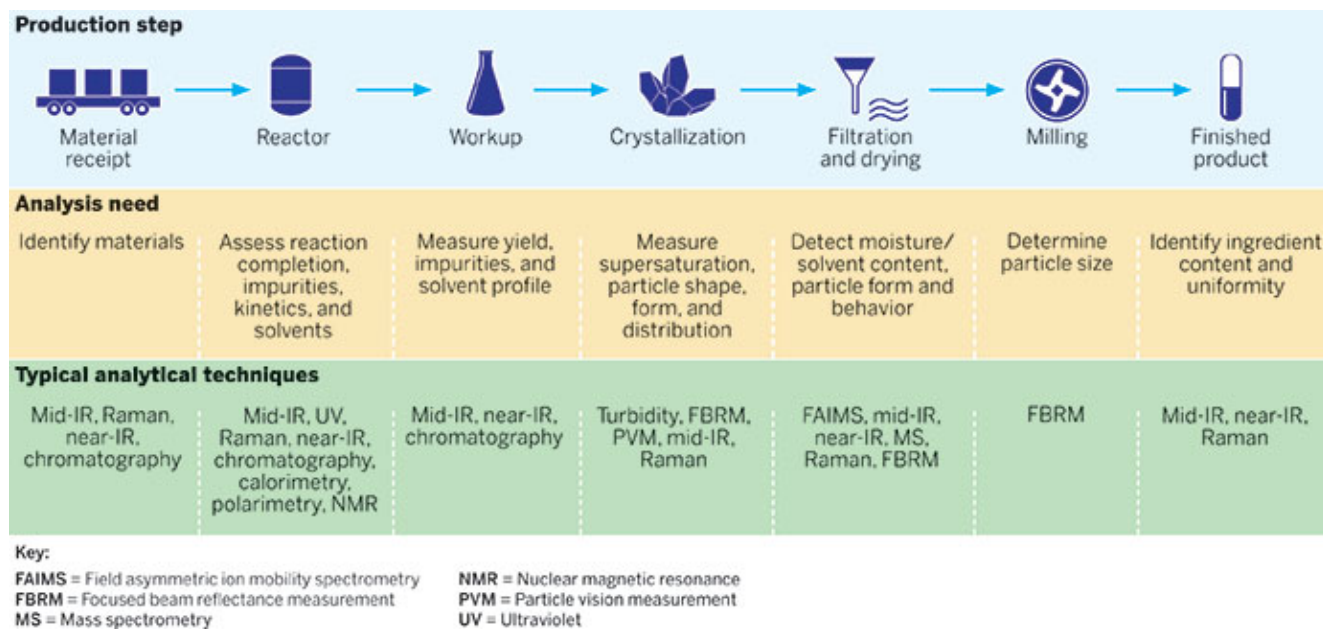 Production step
Material
receipt
Reactor
Workup
Crystallization
Filtration
and drying
Milling
Finished
product
Analysis need
Identify materials
Assess reaction
completion,
impurities,
kinetics, and
solvents
Measure yield,
impurities, and
solvent profile
Measure
supersaturation,
particle shape,
form, and
distribution
Detect moisture/
solvent content,
particle form and
behavior
Determine
particle size
Identify ingredient
content and
uniformity
Typical analytical techniques
Mid-IR, Raman,
near-IR,
chromatography
Mid-IR, UV,
Raman, near-IR,
chromatography,
calorimetry,
polarimetry, NMR
Mid-IR, near-IR,
chromatography
Turbidity, FBRM,
PVM, mid-IR,
Raman
FAIMS, mid-IR,
near-IR, MS,
Raman, FBRM
FBRM
Mid-IR, near-IR,
Raman
Key:
FAIMS = Field asymmetric ion mobility spectrometry
FBRM = Focused beam reflectance measurement
MS = Mass spectrometry
NMR = Nuclear magnetic resonance
PVM = Particle vision measurement
UV = Ultraviolet